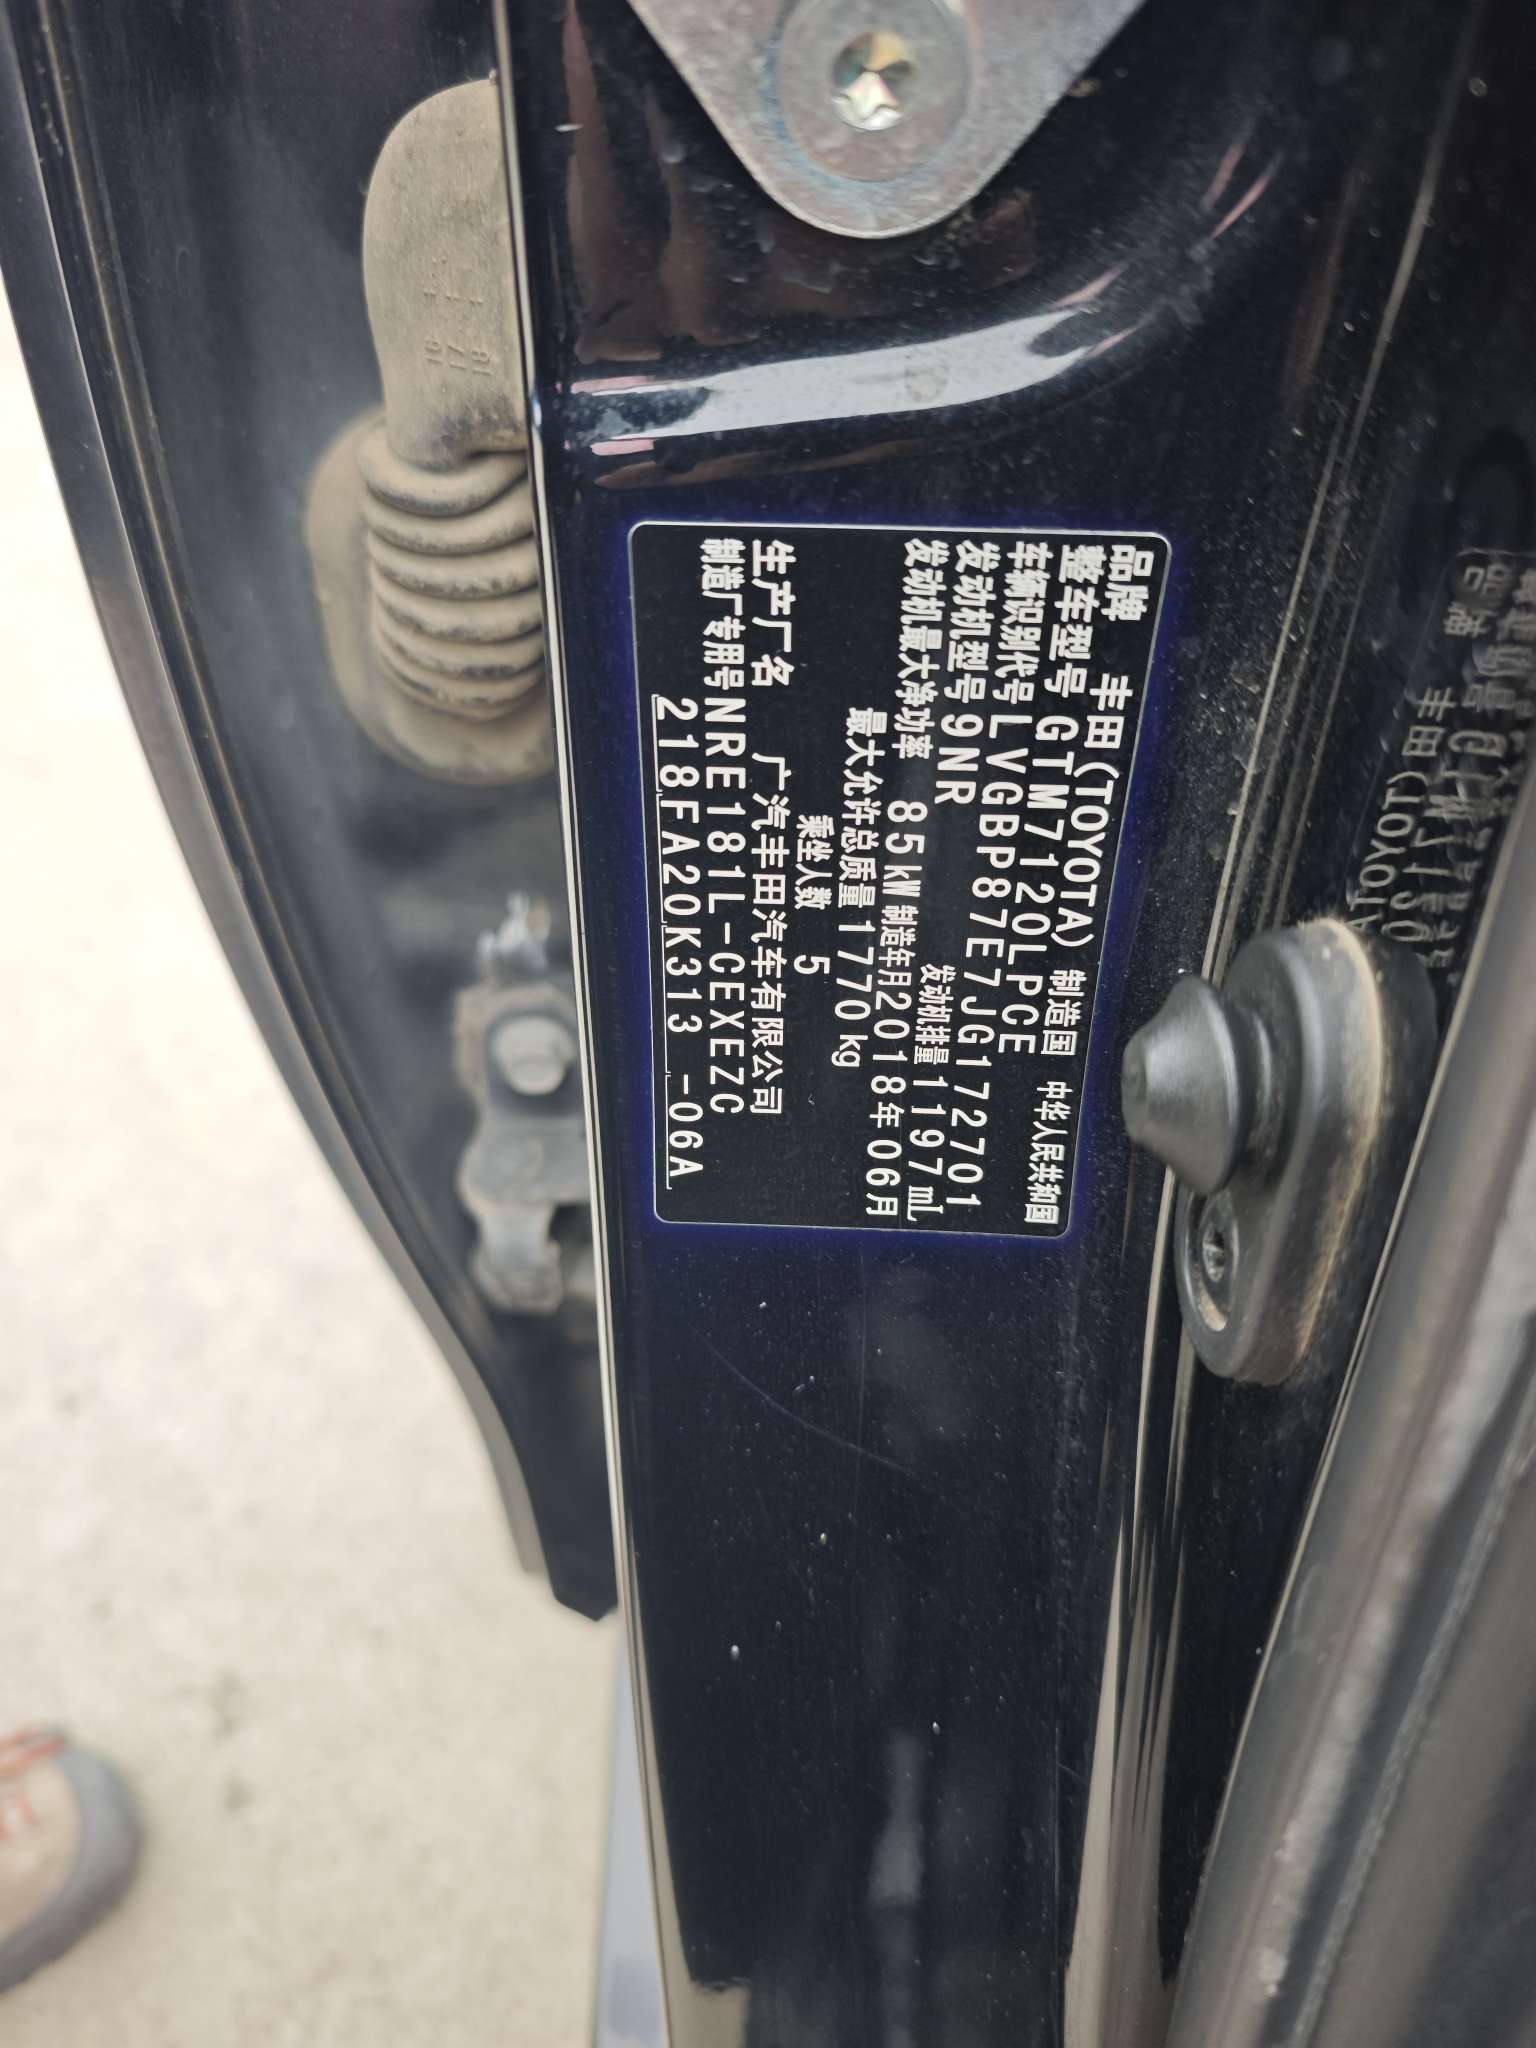 品牌 丰田(TOYOTA) 制造国 中华人民共和国
整车型号 GTM7120LPCE
车辆识别代号 LVGBP87E7JG172701
发动机型号 9NR 发动机排量 1197mL
发动机最大净功率 85kW 制造年月 2018年06月
最大允许总质量 1770kg
乘坐人数 5
生产厂名 广汽丰田汽车有限公司
制造厂专用号 NRE181L-CEXEZC
218FA20K313 -06A
16
17
18